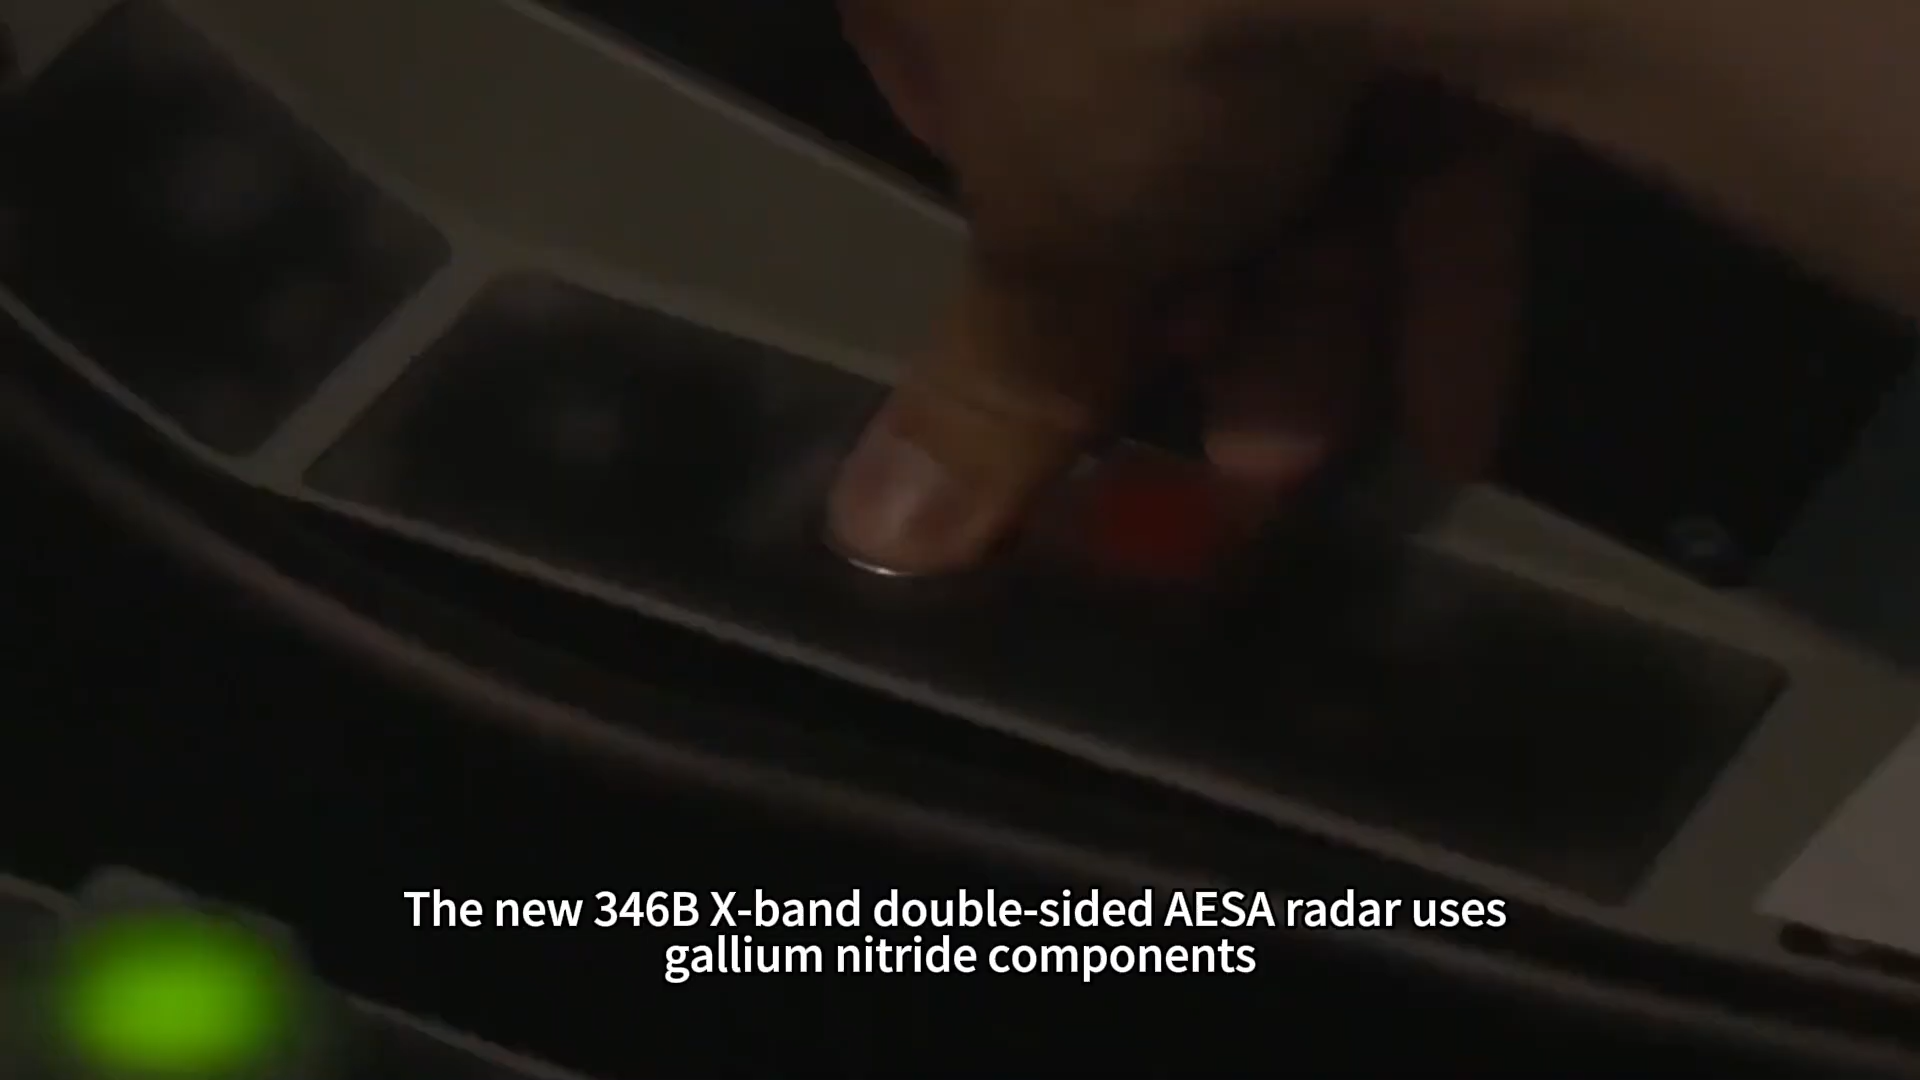 The new 346B X-band double-sided AESA radar uses
gallium nitride components